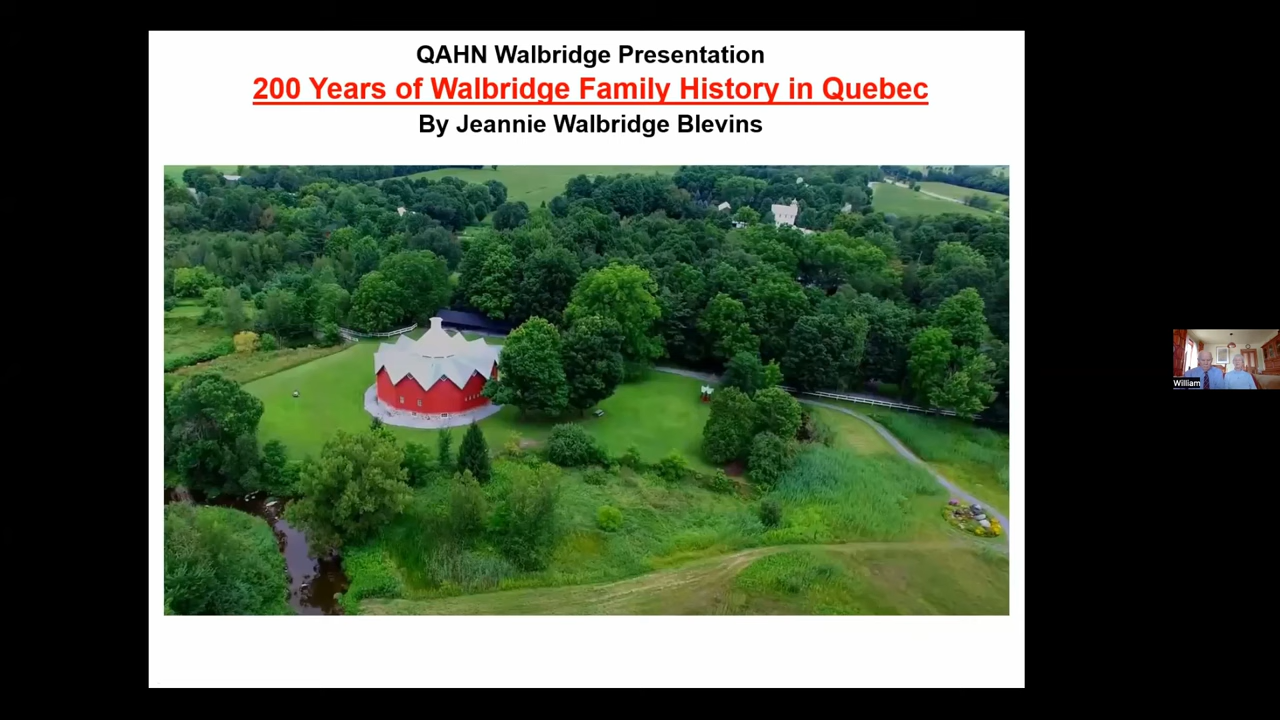 QAHN Walbridge Presentation
200 Years of Walbridge Family History in Quebec
By Jeannie Walbridge Blevins
William